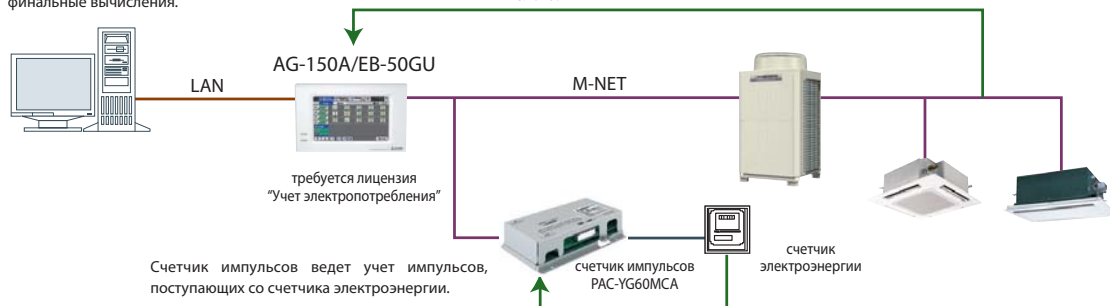 финальные вычисления.
AG-150A/EB-50GU
LAN
M-NET
требуется лицензия
“Учет электропотребления”
Счетчик импульсов ведет учет импульсов,
поступающих со счетчика электроэнергии.
счетчик импульсов
PAC-YG60MCA
счетчик
электроэнергии